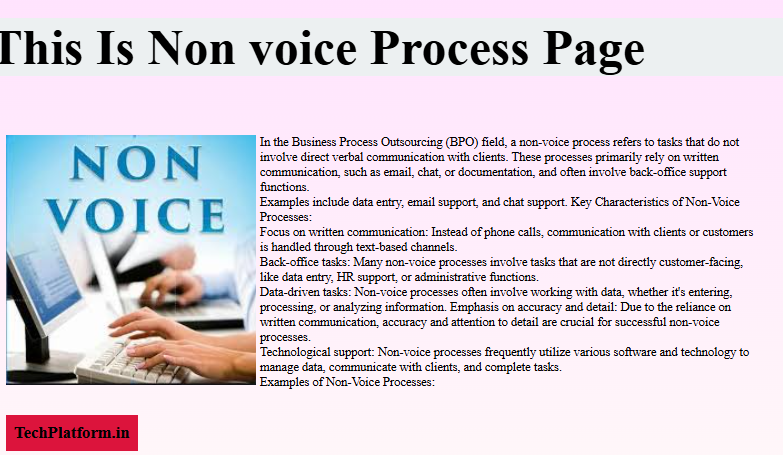 This Is Non voice Process Page
NON
VOICE
In the Business Process Outsourcing (BPO) field, a non-voice process refers to tasks that do not
involve direct verbal communication with clients. These processes primarily rely on written
communication, such as email, chat, or documentation, and often involve back-office support
functions.
Examples include data entry, email support, and chat support. Key Characteristics of Non-Voice
Processes:
Focus on written communication: Instead of phone calls, communication with clients or customers
is handled through text-based channels.
Back-office tasks: Many non-voice processes involve tasks that are not directly customer-facing,
like data entry, HR support, or administrative functions.
Data-driven tasks: Non-voice processes often involve working with data, whether it's entering,
processing, or analyzing information. Emphasis on accuracy and detail: Due to the reliance on
written communication, accuracy and attention to detail are crucial for successful non-voice
processes.
Technological support: Non-voice processes frequently utilize various software and technology to
manage data, communicate with clients, and complete tasks.
Examples of Non-Voice Processes:
TechPlatform.in